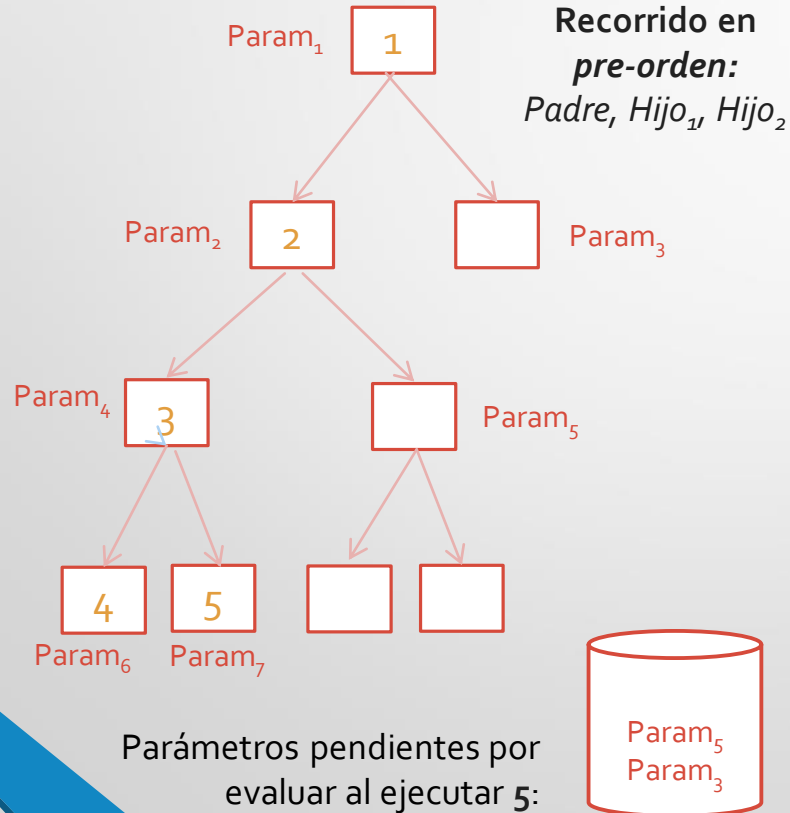 Param₁
1
Recorrido en
pre-orden:
Padre, Hijo₁, Hijo₂
Param₂
2
Param₃
Param₄
3
Param₅
4
5
Param₆
Param₇
Parámetros pendientes por
evaluar al ejecutar 5:
Param₅
Param₃